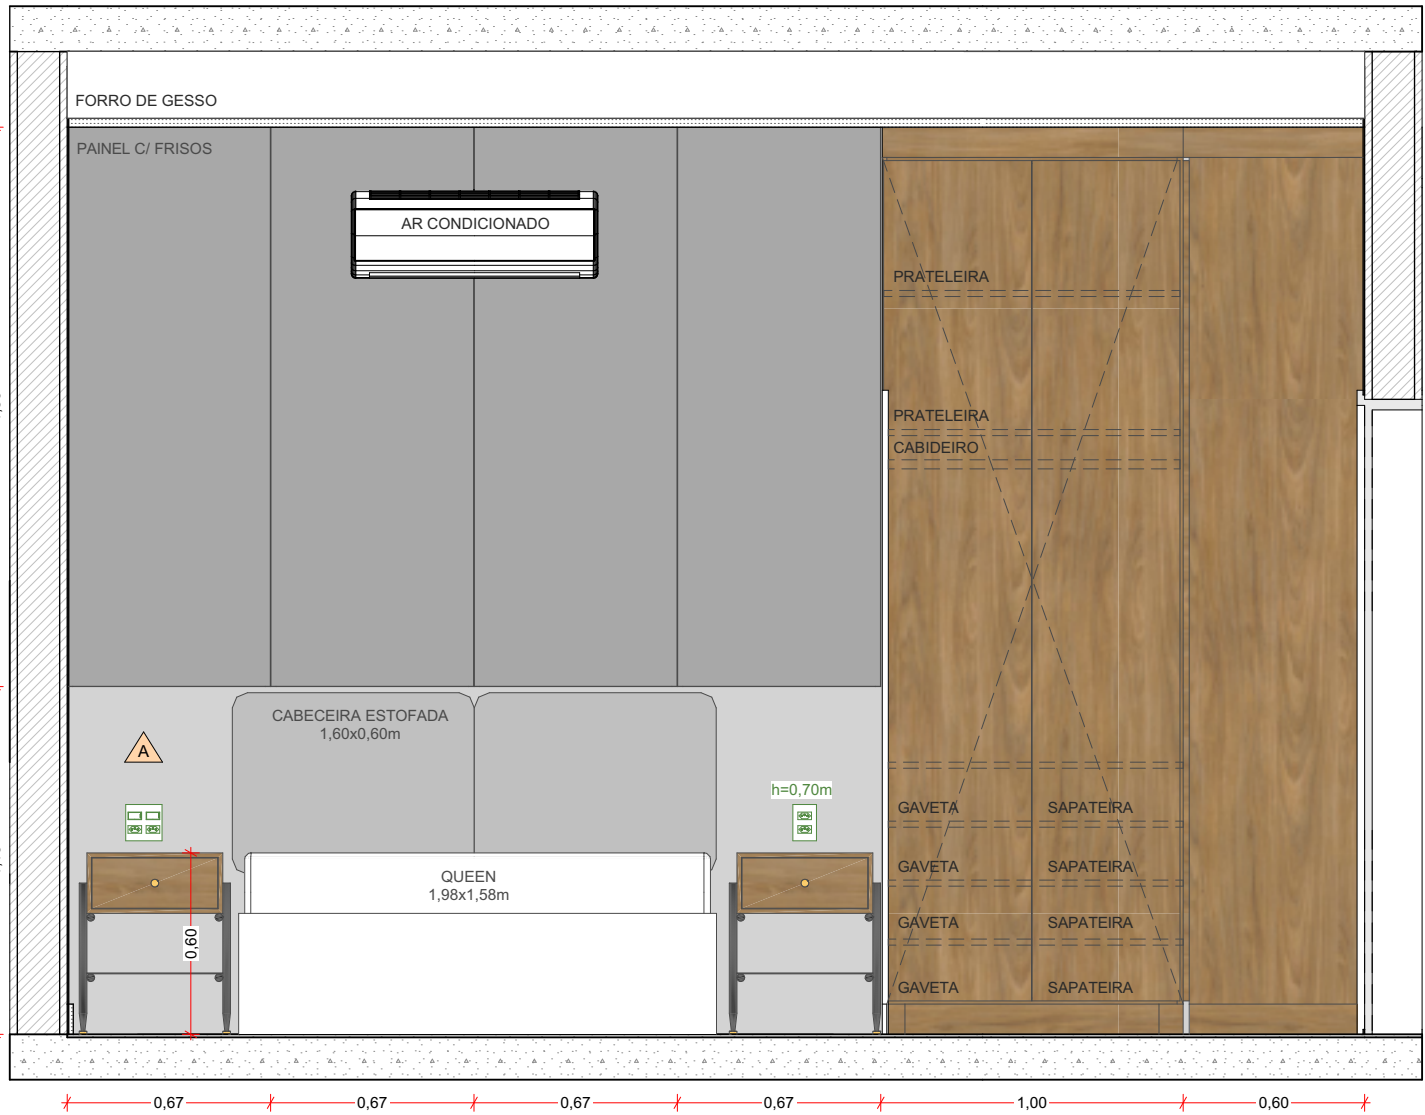 FORRO DE GESSO
PAINEL C/ FRISOS
AR CONDICIONADO
PRATELEIRA
PRATELEIRA
CABIDEIRO
CABECEIRA ESTOFADA
1,60x0,60m
A
h=0,70m
GAVETA SAPATEIRA
QUEEN
1,98x1,58m
GAVETA SAPATEIRA
0,60
GAVETA SAPATEIRA
GAVETA SAPATEIRA
0,67 0,67 0,67 0,67 1,00 0,60